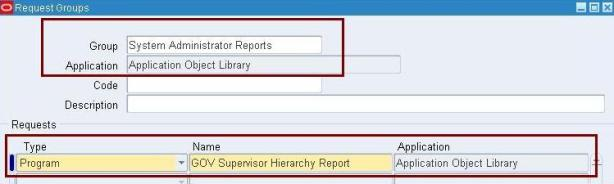 Request Groups
Group System Administrator Reports
Application Application Object Library
Code
Description
Requests
Type Name Application
Program GOV Supervisor Hierarchy Report Application Object Library